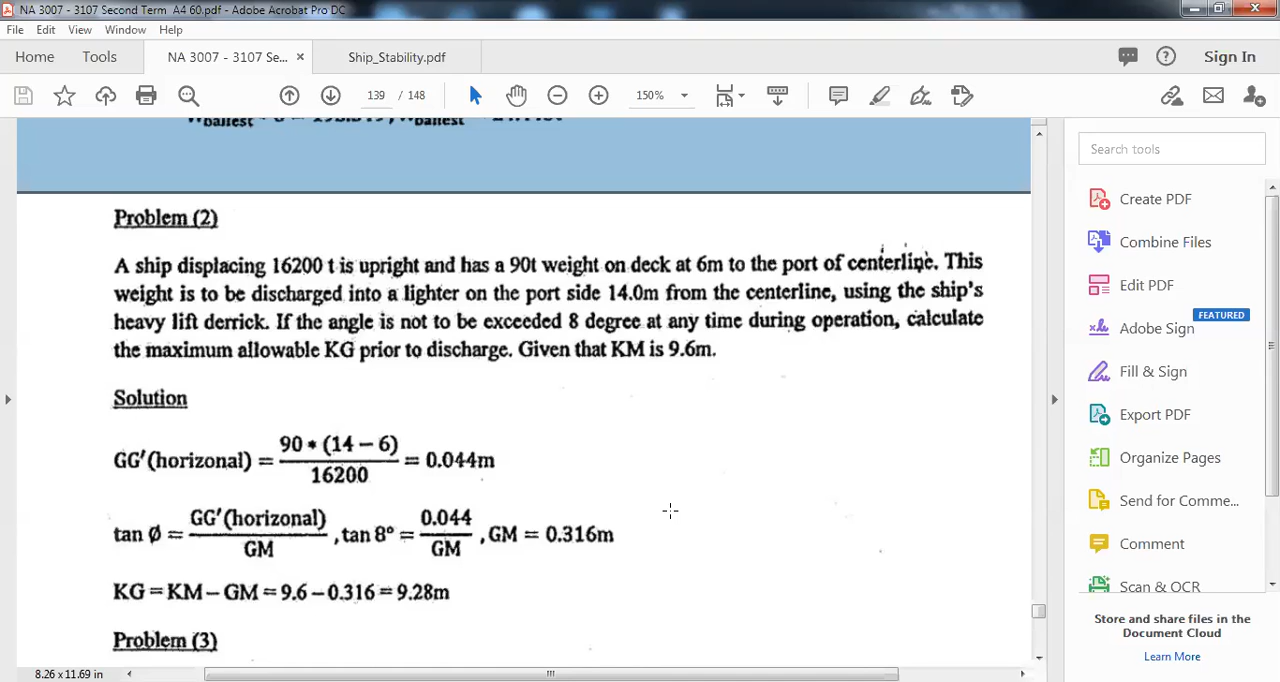 NA 3007 - 3107 Second Term A4 60.pdf - Adobe Acrobat Pro DC
File Edit View Window Help
Home Tools NA 3007 - 3107 Se... × Ship_Stability.pdf Sign In
139 / 148 150%
Search tools
Create PDF
Combine Files
Edit PDF
FEATURED
Adobe Sign
Fill & Sign
Export PDF
Organize Pages
Send for Comme...
Comment
Scan & OCR
Store and share files in the
Document Cloud
Learn More
Problem (2)
A ship displacing 16200 t is upright and has a 90t weight on deck at 6m to the port of centerline. This
weight is to be discharged into a lighter on the port side 14.0m from the centerline, using the ship's
heavy lift derrick. If the angle is not to be exceeded 8 degree at any time during operation, calculate
the maximum allowable KG prior to discharge. Given that KM is 9.6m.
Solution
GG'(horizonal) = 90 * (14 − 6) / 16200 = 0.044m
tan Ø = GG'(horizonal) / GM , tan 8° = 0.044 / GM , GM = 0.316m
KG = KM − GM = 9.6 − 0.316 = 9.28m
Problem (3)
8.26 x 11.69 in